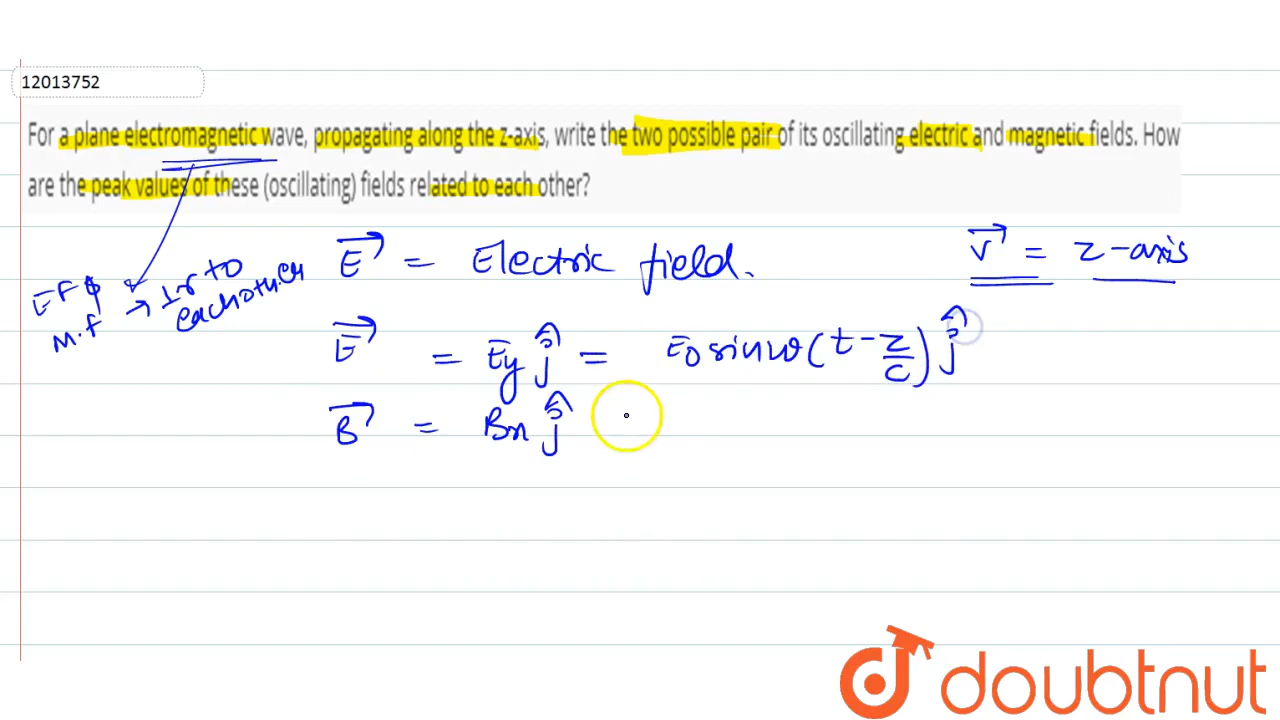 12013752
For a plane electromagnetic wave, propagating along the z-axis, write the two possible pair of its oscillating electric and magnetic fields. How
are the peak values of these (oscillating) fields related to each other?
E⃗ = Electric field.
v⃗ = z-axis
EF ⊥r to
M.f → each other
E⃗ = Ey ĵ = E0 sin ω (t - z/c) ĵ
B⃗ = Bx ĵ
doubtnut